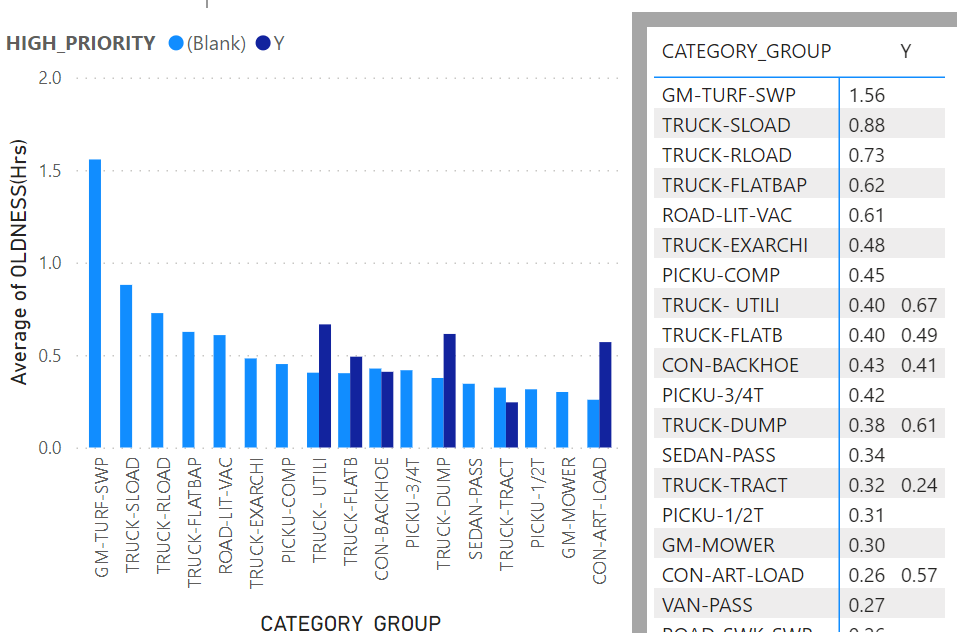 HIGH_PRIORITY (Blank) Y
2.0
1.5
1.0
0.5
0.0
Average of OLDNESS(Hrs)
GM-TURF-SWP
TRUCK-SLOAD
TRUCK-RLOAD
TRUCK-FLATBAP
ROAD-LIT-VAC
TRUCK-EXARCHI
PICKU-COMP
TRUCK- UTILI
TRUCK-FLATB
CON-BACKHOE
PICKU-3/4T
TRUCK-DUMP
SEDAN-PASS
TRUCK-TRACT
PICKU-1/2T
GM-MOWER
CON-ART-LOAD
CATEGORY_GROUP
CATEGORY_GROUP Y
GM-TURF-SWP 1.56
TRUCK-SLOAD 0.88
TRUCK-RLOAD 0.73
TRUCK-FLATBAP 0.62
ROAD-LIT-VAC 0.61
TRUCK-EXARCHI 0.48
PICKU-COMP 0.45
TRUCK- UTILI 0.40 0.67
TRUCK-FLATB 0.40 0.49
CON-BACKHOE 0.43 0.41
PICKU-3/4T 0.42
TRUCK-DUMP 0.38 0.61
SEDAN-PASS 0.34
TRUCK-TRACT 0.32 0.24
PICKU-1/2T 0.31
GM-MOWER 0.30
CON-ART-LOAD 0.26 0.57
VAN-PASS 0.27